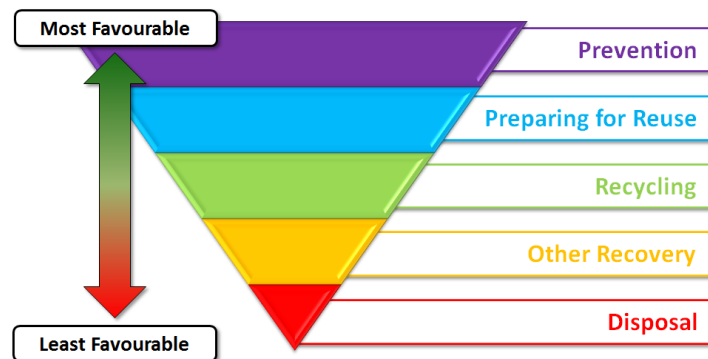 Most Favourable
Prevention
Preparing for Reuse
Recycling
Other Recovery
Disposal
Least Favourable